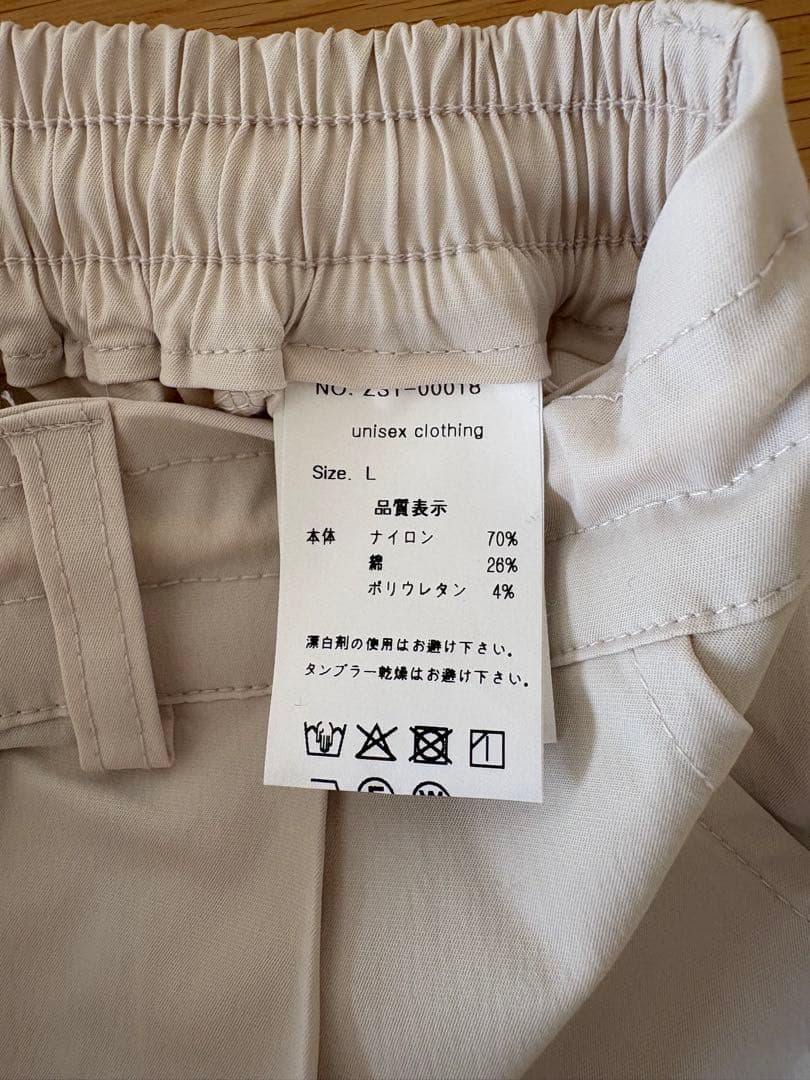 NO. ZST-00018
unisex clothing
Size. L
品質表示
本体 ナイロン 70%
綿 26%
ポリウレタン 4%
漂白剤の使用はお避け下さい。
タンブラー乾燥はお避け下さい。